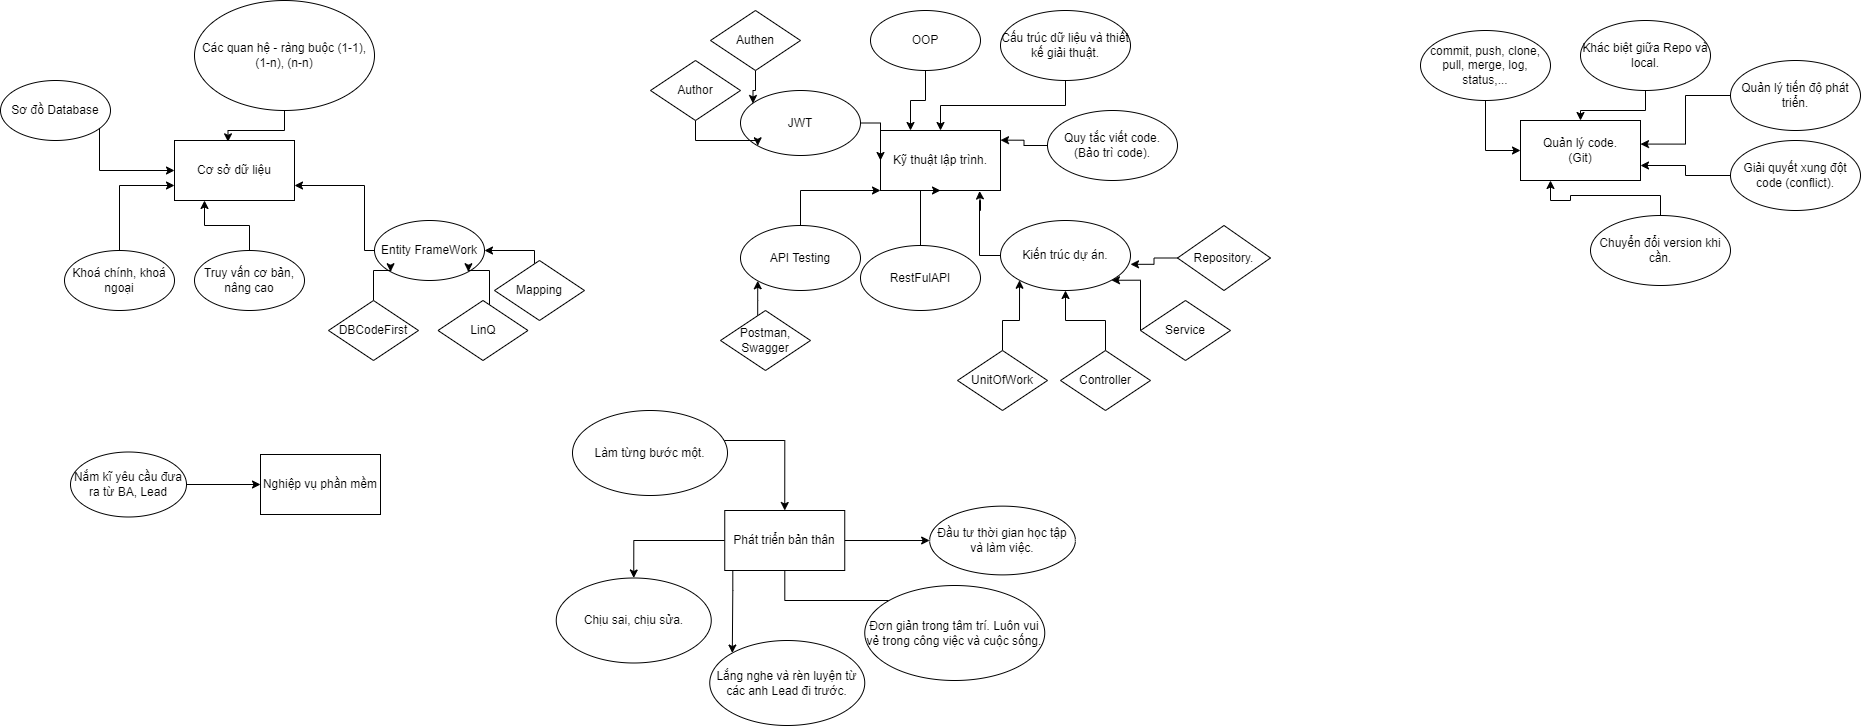 Các quan hệ - ràng buộc (1-1),
(1-n), (n-n)
Sơ đồ Database
Cơ sở dữ liệu
Khoá chính, khoá
ngoại
Truy vấn cơ bản,
nâng cao
Entity FrameWork
Mapping
DBCodeFirst
LinQ
Authen
Author
JWT
OOP
Cấu trúc dữ liệu và thiết
kế giải thuật.
Kỹ thuật lập trình.
Quy tắc viết code.
(Bảo trì code).
API Testing
RestFulAPI
Kiến trúc dự án.
Repository.
Service
Postman,
Swagger
UnitOfWork
Controller
commit, push, clone,
pull, merge, log,
status,...
Khác biệt giữa Repo và
local.
Quản lý tiến độ phát
triển.
Quản lý code.
(Git)
Giải quyết xung đột
code (conflict).
Chuyển đổi version khi
cần.
Nắm kĩ yêu cầu đưa
ra từ BA, Lead
Nghiệp vụ phần mềm
Làm từng bước một.
Phát triển bản thân
Đầu tư thời gian học tập
và làm việc.
Chịu sai, chịu sửa.
Đơn giản trong tâm trí. Luôn vui
vẻ trong công việc và cuộc sống.
Lắng nghe và rèn luyện từ
các anh Lead đi trước.